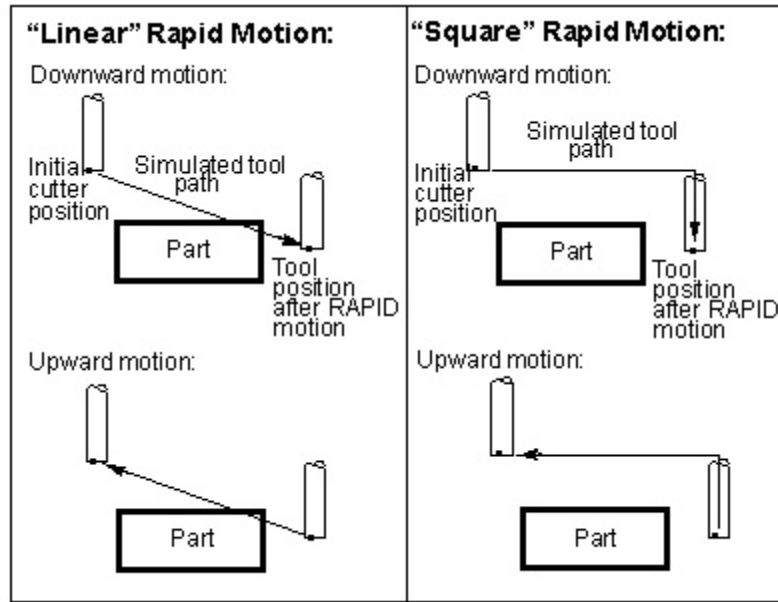 “Linear” Rapid Motion:
Downward motion:
Simulated tool
path
Initial
cutter
position
Part
Tool
position
after RAPID
motion
Upward motion:
Part
“Square” Rapid Motion:
Downward motion:
Simulated tool
path
Initial
cutter
position
Part
Tool
position
after RAPID
motion
Upward motion:
Part